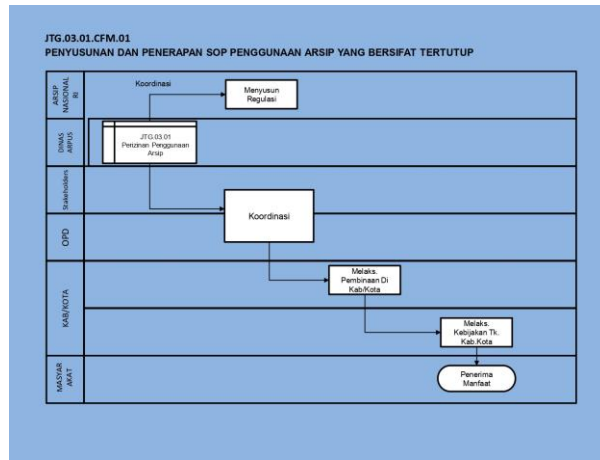 JTG.03.01.CFM.01
PENYUSUNAN DAN PENERAPAN SOP PENGGUNAAN ARSIP YANG BERSIFAT TERTUTUP
ARSIP
NASIONAL
RI
Koordinasi
Menyusun
Regulasi
DINAS
ARPUS
JTG.03.01
Perizinan Penggunaan
Arsip
Stakeholders
Koordinasi
OPD
KAB/KOTA
Melaks.
Pembinaan Di
Kab/Kota
Melaks.
Kebijakan Tk.
Kab.Kota
MASYAR
AKAT
Penerima
Manfaat